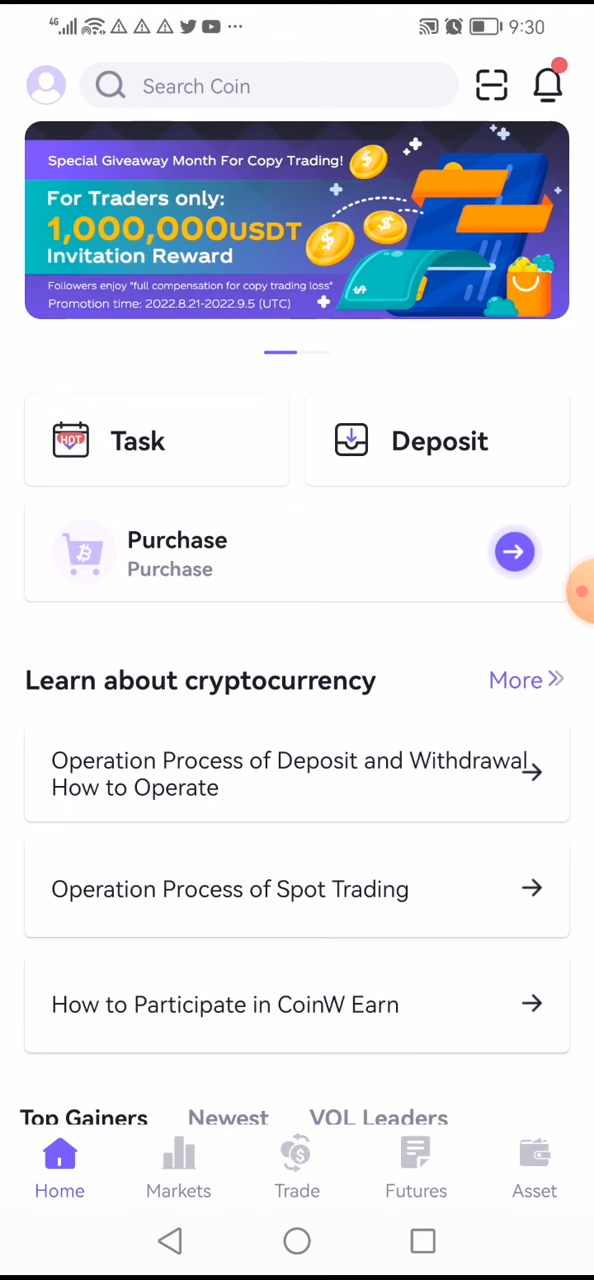 4G
9:30
Search Coin
Special Giveaway Month For Copy Trading!
For Traders only:
1,000,000USDT
Invitation Reward
Followers enjoy "full compensation for copy trading loss"
Promotion time: 2022.8.21-2022.9.5 (UTC)
HOT
Task
Deposit
Purchase
Purchase
Learn about cryptocurrency
More
Operation Process of Deposit and Withdrawal
How to Operate
Operation Process of Spot Trading
How to Participate in CoinW Earn
Top Gainers Newest VOL Leaders
Home Markets Trade Futures Asset